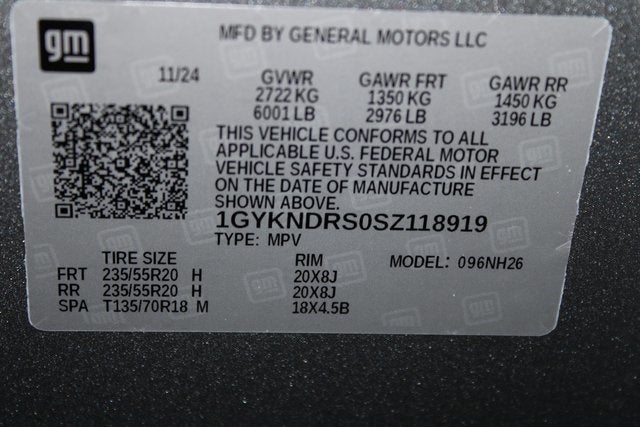 gm
MFD BY GENERAL MOTORS LLC
11/24 GVWR GAWR FRT GAWR RR
2722 KG 1350 KG 1450 KG
6001 LB 2976 LB 3196 LB
THIS VEHICLE CONFORMS TO ALL
APPLICABLE U.S. FEDERAL MOTOR
VEHICLE SAFETY STANDARDS IN EFFECT
ON THE DATE OF MANUFACTURE
SHOWN ABOVE.
1GYKNDRS0SZ118919
TYPE: MPV
TIRE SIZE RIM MODEL: 096NH26
FRT 235/55R20 H 20X8J
RR 235/55R20 H 20X8J
SPA T135/70R18 M 18X4.5B